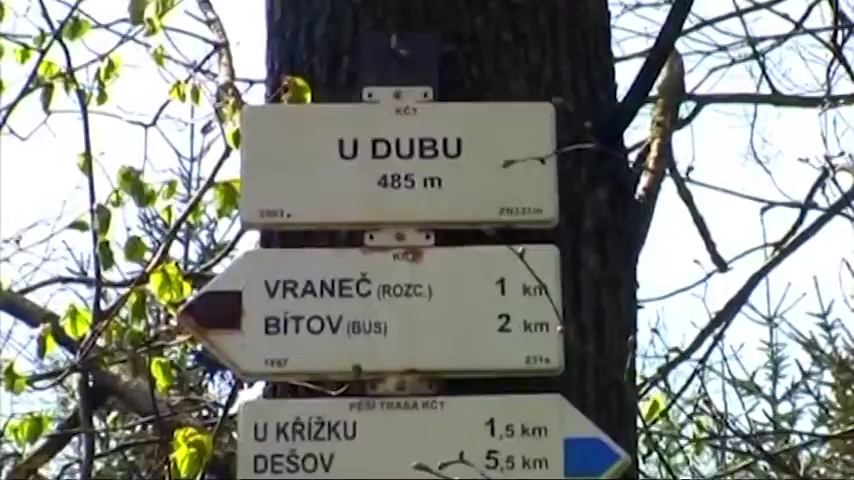 KČT
U DUBU
485 m
KČT
VRANEČ (ROZC.) 1 km
BÍTOV (BUS) 2 km
PĚŠÍ TRASA KČT
U KŘÍŽKU 1,5 km
DEŠOV 5,5 km